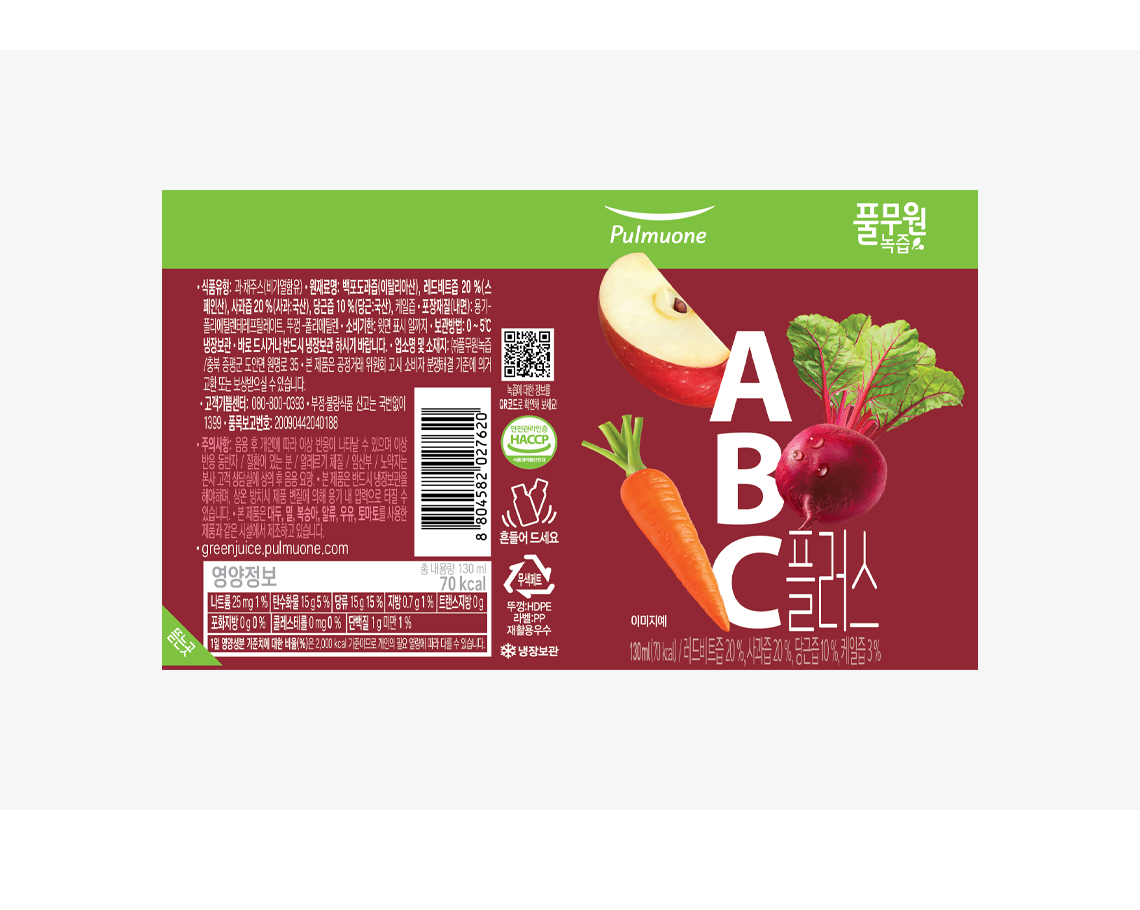 Pulmuone
풀무원
녹즙
• 식품유형: 과·채주스(비가열함유) • 원재료명: 백포도과즙(이탈리아산), 레드비트즙 20 %(스
페인산), 사과즙 20 %(사과:국산), 당근즙 10 %(당근:국산), 케일즙 • 포장재질(내면): 용기-
폴리에틸렌테레프탈레이트, 뚜껑 -폴리에틸렌 • 소비기한: 윗면 표시 일까지 • 보관방법: 0 ~ 5℃
냉장보관 • 바로 드시거나 반드시 냉장보관 하시기 바랍니다. • 업소명 및 소재지: ㈜풀무원녹즙
/충북 증평군 도안면 원명로 35 • 본 제품은 공정거래 위원회 고시 소비자 분쟁해결 기준에 의거
교환 또는 보상받으실 수 있습니다.
• 고객기쁨센터: 080-800-0393 • 부정·불량식품 신고는 국번없이
1399 • 품목보고번호: 20090442040188
• 주의사항: 음용 후 개인에 따라 이상 반응이 나타날 수 있으며 이상
반응 동반자 / 질환이 있는 분 / 알레르기 체질 / 임산부 / 노약자는
본사 고객 상담실에 상의 후 음용 요망. • 본 제품은 반드시 냉장보관을
해야하며, 상온 방치시 제품 변질에 의해 용기 내 압력으로 터질 수
있습니다. • 본 제품은 대두, 밀, 복숭아, 알류, 우유, 토마토를 사용한
제품과 같은 시설에서 제조하고 있습니다.
• greenjuice.pulmuone.com
8 804582 027620
녹즙에 대한 정보를
QR코드로 확인해 보세요!
안전관리인증
HACCP
식품의약품안전처
흔들어 드세요
무색페트
뚜껑:HDPE
라벨:PP
재활용우수
냉장보관
영양정보
총 내용량 130 ml
70 kcal
나트륨 25 mg 1 % 탄수화물 15 g 5 % 당류 15 g 15 % 지방 0.7 g 1 % 트랜스지방 0 g
포화지방 0 g 0 % 콜레스테롤 0 mg 0 % 단백질 1 g 미만 1 %
1일 영양성분 기준치에 대한 비율(%)은 2,000 kcal 기준이므로 개인의 필요 열량에 따라 다를 수 있습니다.
뜯는곳
A
B
C 플러스
이미지예
130 ml (70 kcal) / 레드비트즙 20 %, 사과즙 20 %, 당근즙 10 %, 케일즙 3 %